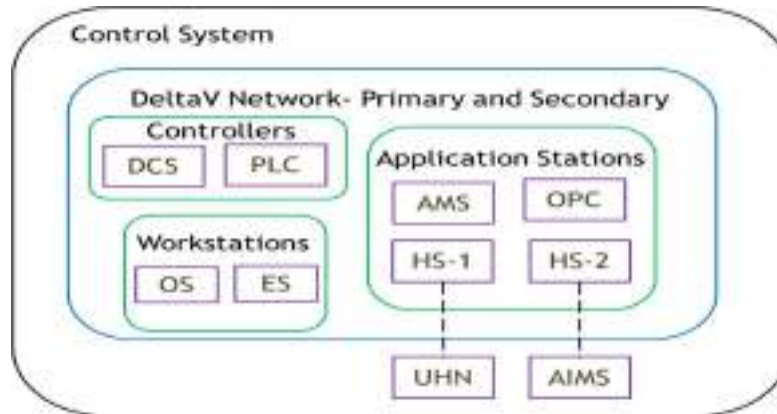 Control System
DeltaV Network- Primary and Secondary
Controllers
DCS PLC
Application Stations
AMS OPC
HS-1 HS-2
Workstations
OS ES
UHN AIMS